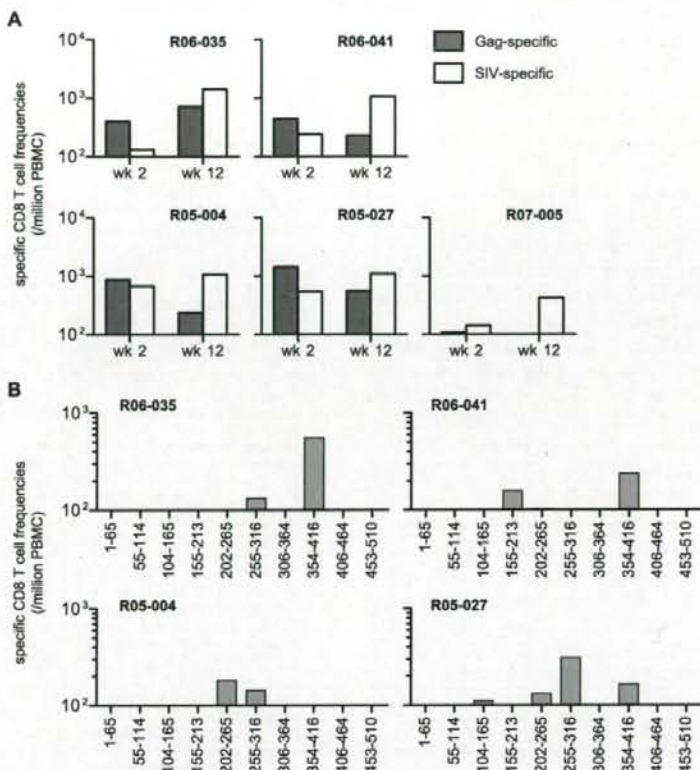 A
specific CD8 T cell frequencies
(/million PBMC)
10⁴
10³
10²
R06-035
wk 2
wk 12
R06-041
wk 2
wk 12
Gag-specific
SIV-specific
10⁴
10³
10²
R05-004
wk 2
wk 12
R05-027
wk 2
wk 12
R07-005
wk 2
wk 12
B
specific CD8 T cell frequencies
(/million PBMC)
10³
10²
R06-035
1-65
55-114
104-165
155-213
202-265
255-316
306-364
354-416
406-464
453-510
R06-041
1-65
55-114
104-165
155-213
202-265
255-316
306-364
354-416
406-464
453-510
10³
10²
R05-004
1-65
55-114
104-165
155-213
202-265
255-316
306-364
354-416
406-464
453-510
R05-027
1-65
55-114
104-165
155-213
202-265
255-316
306-364
354-416
406-464
453-510